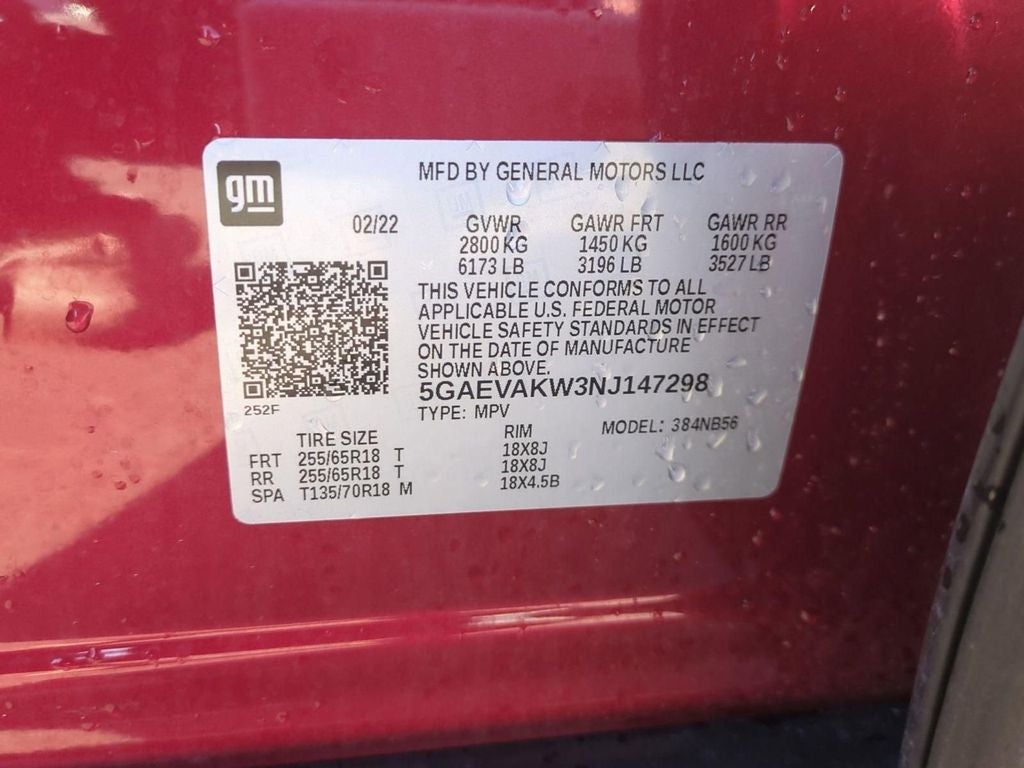 gm
MFD BY GENERAL MOTORS LLC
02/22 GVWR GAWR FRT GAWR RR
2800 KG 1450 KG 1600 KG
6173 LB 3196 LB 3527 LB
THIS VEHICLE CONFORMS TO ALL
APPLICABLE U.S. FEDERAL MOTOR
VEHICLE SAFETY STANDARDS IN EFFECT
ON THE DATE OF MANUFACTURE
SHOWN ABOVE.
5GAEVAKW3NJ147298
252F
TYPE: MPV MODEL: 384NB56
TIRE SIZE RIM
FRT 255/65R18 T 18X8J
RR 255/65R18 T 18X8J
SPA T135/70R18 M 18X4.5B